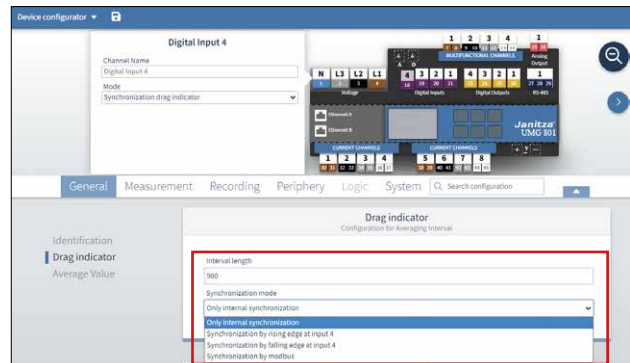 Device configurator
Digital Input 4
Channel Name
Digital Input 4
Mode
Synchronization drag indicator
1 2 3 4 1
MULTIFUNCTIONAL CHANNELS
Analog
Output
N L3 L2 L1 4 3 2 1 4 3 2 1 1
Voltage Digital Inputs Digital Outputs RS-485
Ethernet A
Ethernet B
Janitza
UMG 801
CURRENT CHANNELS CURRENT CHANNELS
1 2 3 4 5 6 7 8
General Measurement Recording Periphery Logic System Search configuration
Drag indicator
Configuration for Averaging Interval
Identification
Drag indicator
Average Value
Interval length
900
Synchronization mode
Only internal synchronization
Only internal synchronization
Synchronization by rising edge at input 4
Synchronization by falling edge at input 4
Synchronization by modbus